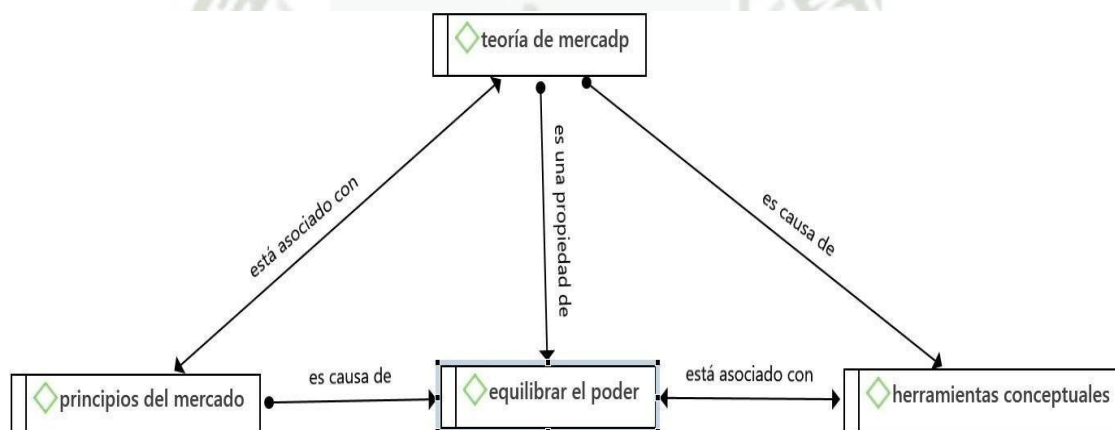 teoría de mercadp
está asociado con
es una propiedad de
es causa de
principios del mercado
es causa de
equilibrar el poder
está asociado con
herramientas conceptuales